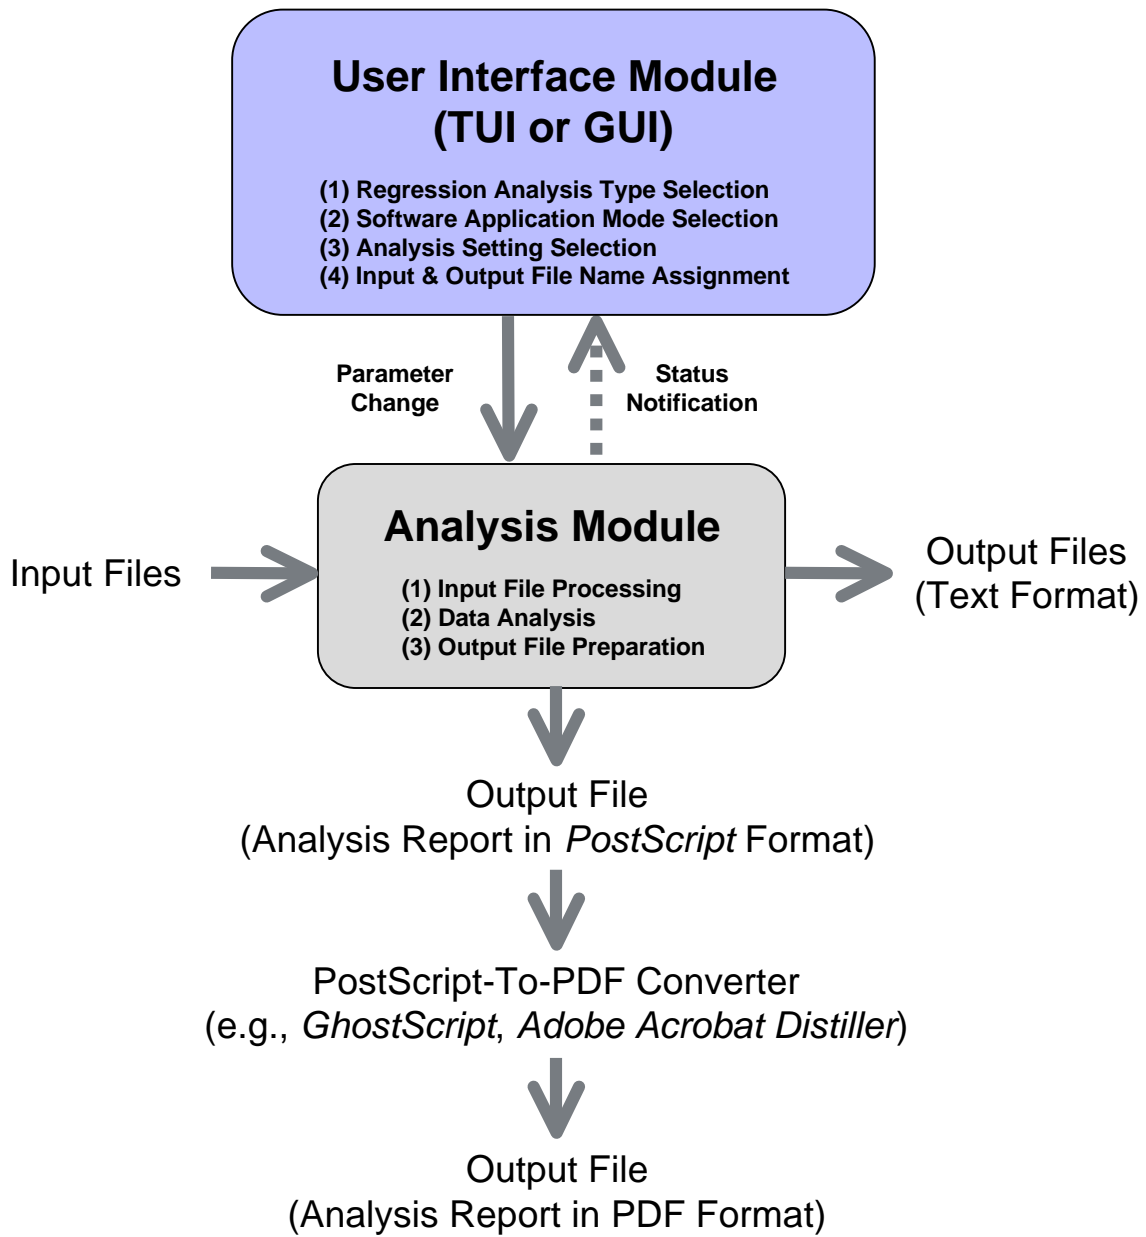 User Interface Module
(TUI or GUI)
(1) Regression Analysis Type Selection
(2) Software Application Mode Selection
(3) Analysis Setting Selection
(4) Input & Output File Name Assignment
Parameter
Change
Status
Notification
Analysis Module
(1) Input File Processing
(2) Data Analysis
(3) Output File Preparation
Input Files
Output Files
(Text Format)
Output File
(Analysis Report in PostScript Format)
PostScript-To-PDF Converter
(e.g., GhostScript, Adobe Acrobat Distiller)
Output File
(Analysis Report in PDF Format)